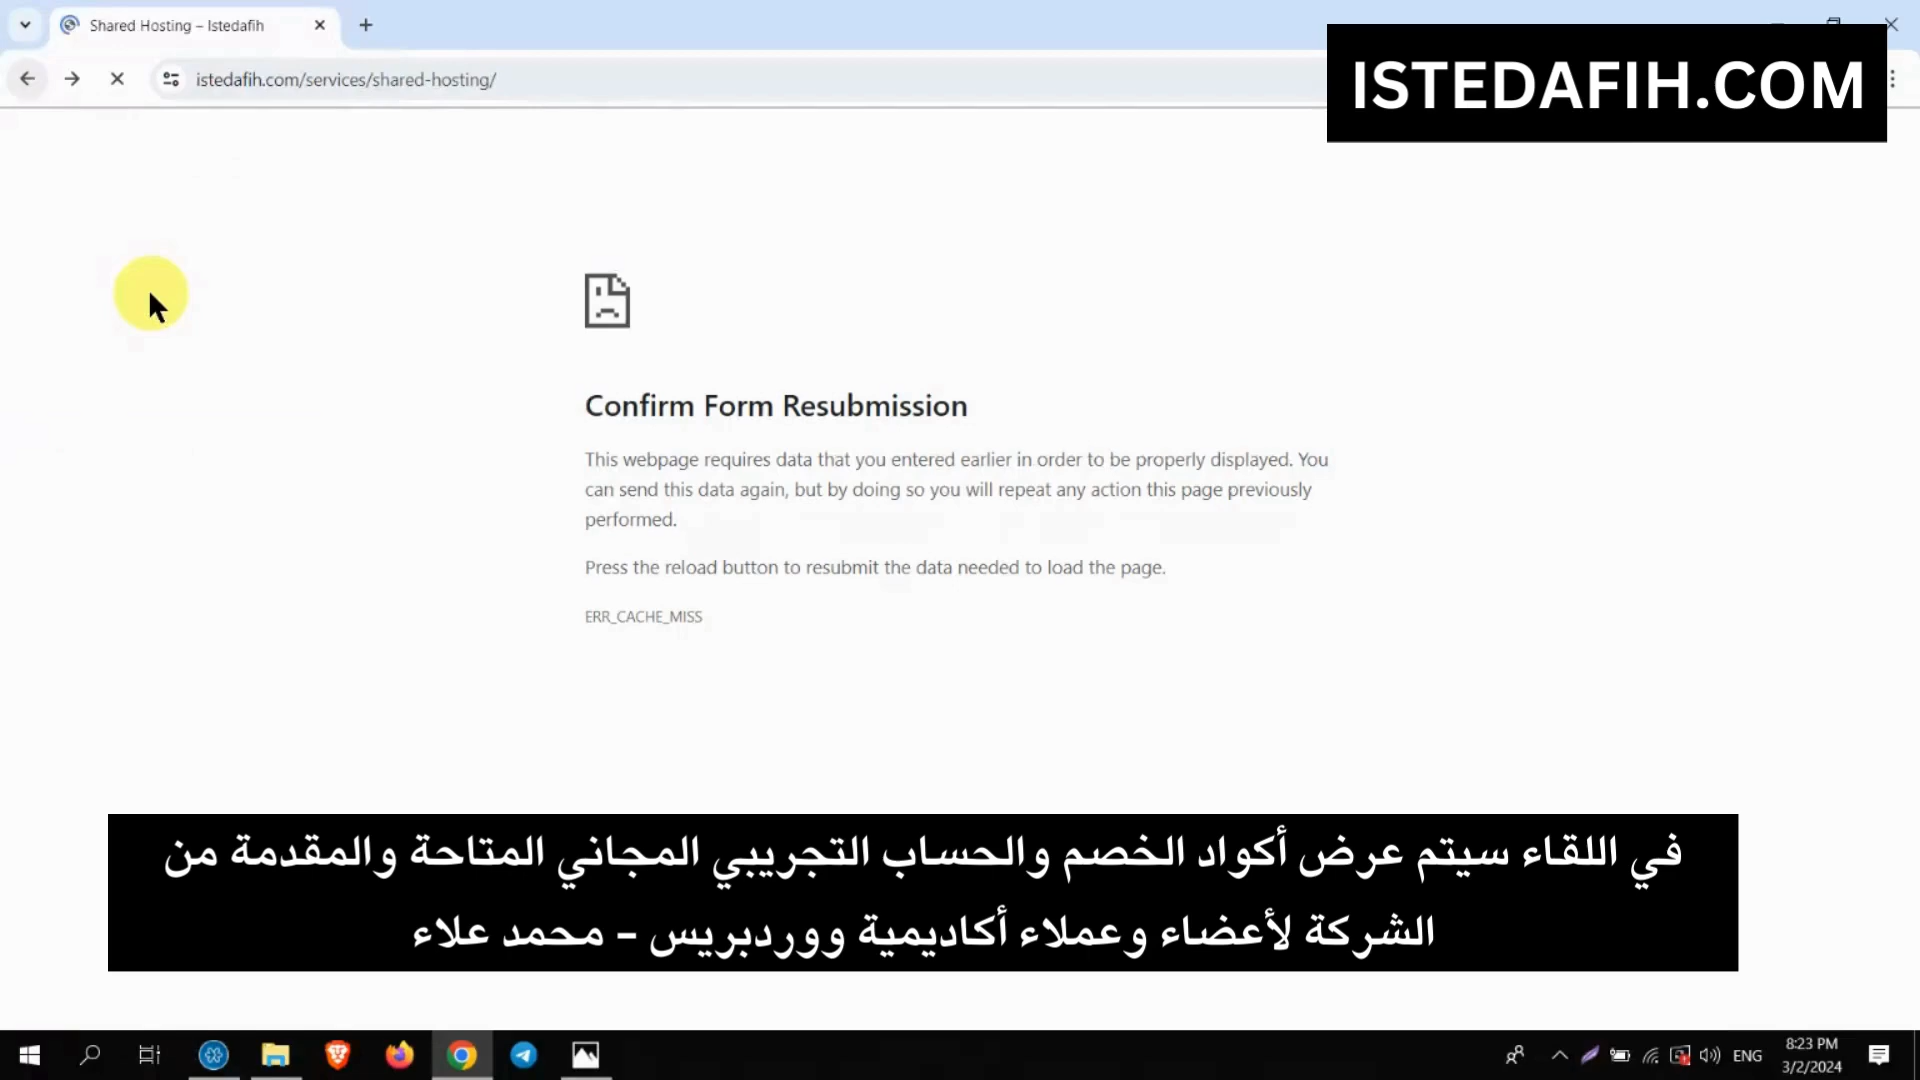 Shared Hosting – Istedafih
istedafih.com/services/shared-hosting/
ISTEDAFIH.COM
Confirm Form Resubmission
This webpage requires data that you entered earlier in order to be properly displayed. You
can send this data again, but by doing so you will repeat any action this page previously
performed.
Press the reload button to resubmit the data needed to load the page.
ERR_CACHE_MISS
في اللقاء سيتم عرض أكواد الخصم والحساب التجريبي المجاني المتاحة والمقدمة من
الشركة لأعضاء وعملاء أكاديمية ووردبريس – محمد علاء
ENG
8:23 PM
3/2/2024